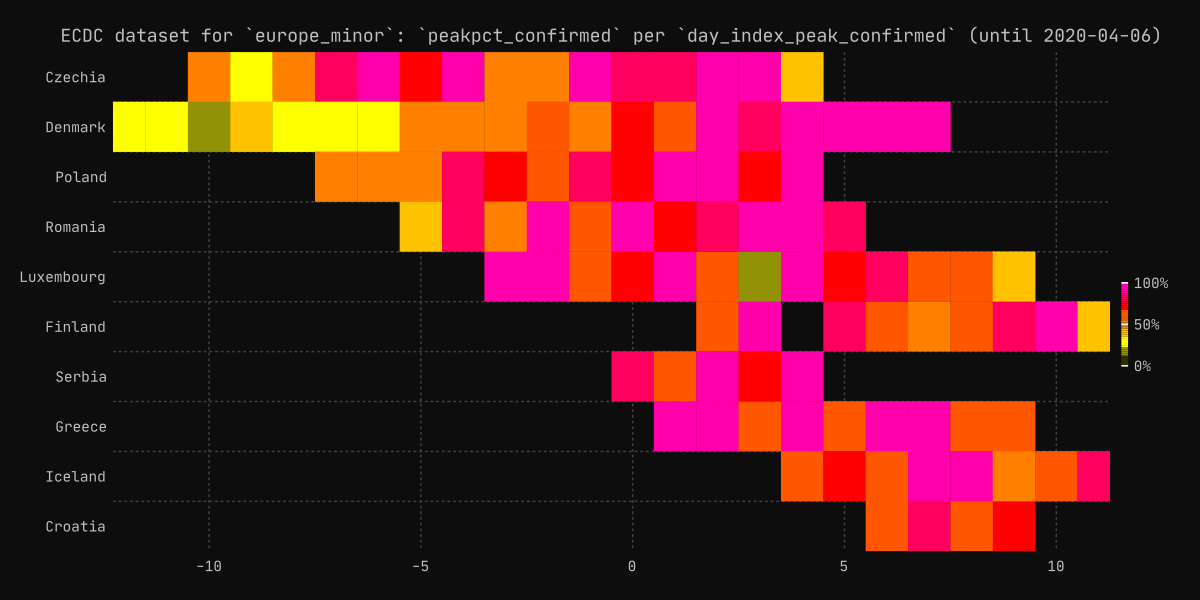 ECDC dataset for `europe_minor`: `peakpct_confirmed` per `day_index_peak_confirmed` (until 2020-04-06)
Czechia
Denmark
Poland
Romania
Luxembourg
Finland
Serbia
Greece
Iceland
Croatia
100%
50%
0%
-10 -5 0 5 10